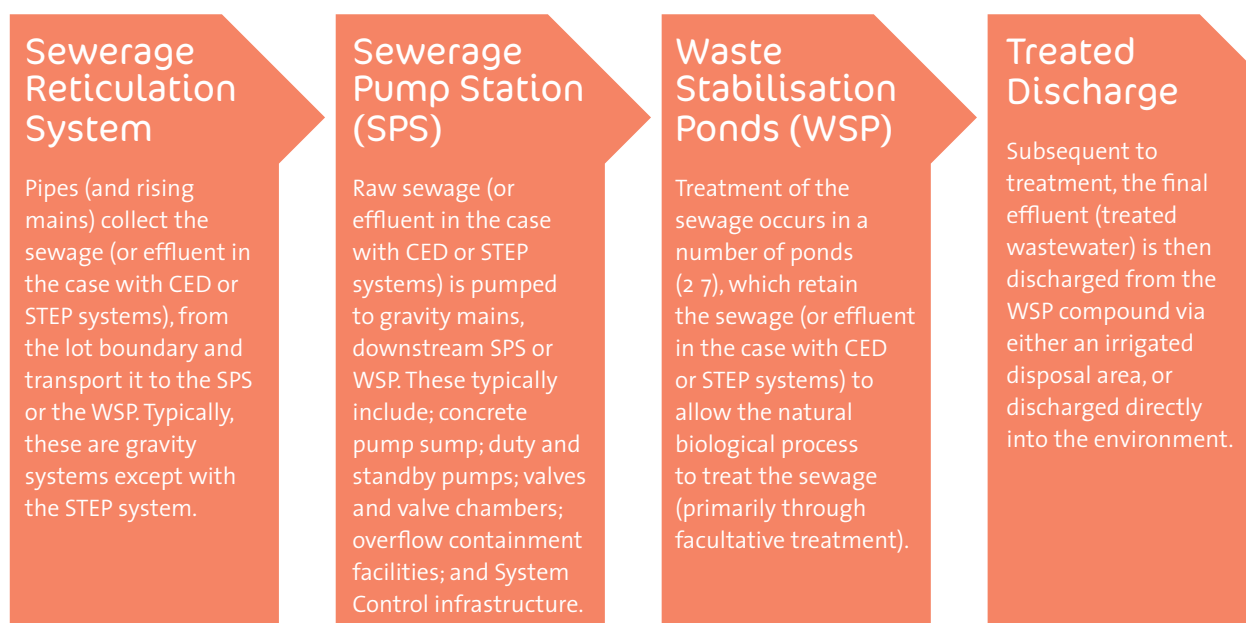 Sewerage
Reticulation
System
Pipes (and rising
mains) collect the
sewage (or effluent in
the case with CED or
STEP systems), from
the lot boundary and
transport it to the SPS
or the WSP. Typically,
these are gravity
systems except with
the STEP system.
Sewerage
Pump Station
(SPS)
Raw sewage (or
effluent in the case
with CED or STEP
systems) is pumped
to gravity mains,
downstream SPS or
WSP. These typically
include; concrete
pump sump; duty and
standby pumps; valves
and valve chambers;
overflow containment
facilities; and System
Control infrastructure.
Waste
Stabilisation
Ponds (WSP)
Treatment of the
sewage occurs in a
number of ponds
(2 7), which retain
the sewage (or effluent
in the case with CED
or STEP systems) to
allow the natural
biological process
to treat the sewage
(primarily through
facultative treatment).
Treated
Discharge
Subsequent to
treatment, the final
effluent (treated
wastewater) is then
discharged from the
WSP compound via
either an irrigated
disposal area, or
discharged directly
into the environment.